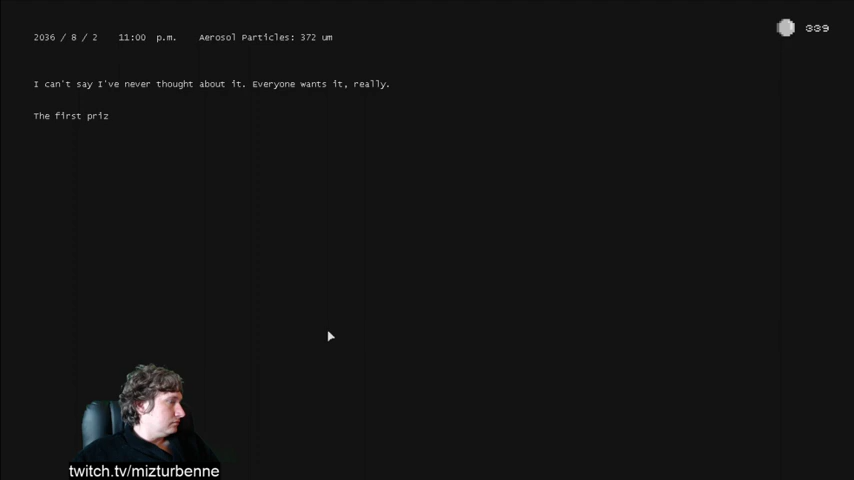 2036 / 8 / 2 11:00 p.m. Aerosol Particles: 372 um
339
I can't say I've never thought about it. Everyone wants it, really.
The first priz
twitch.tv/mizturbenne